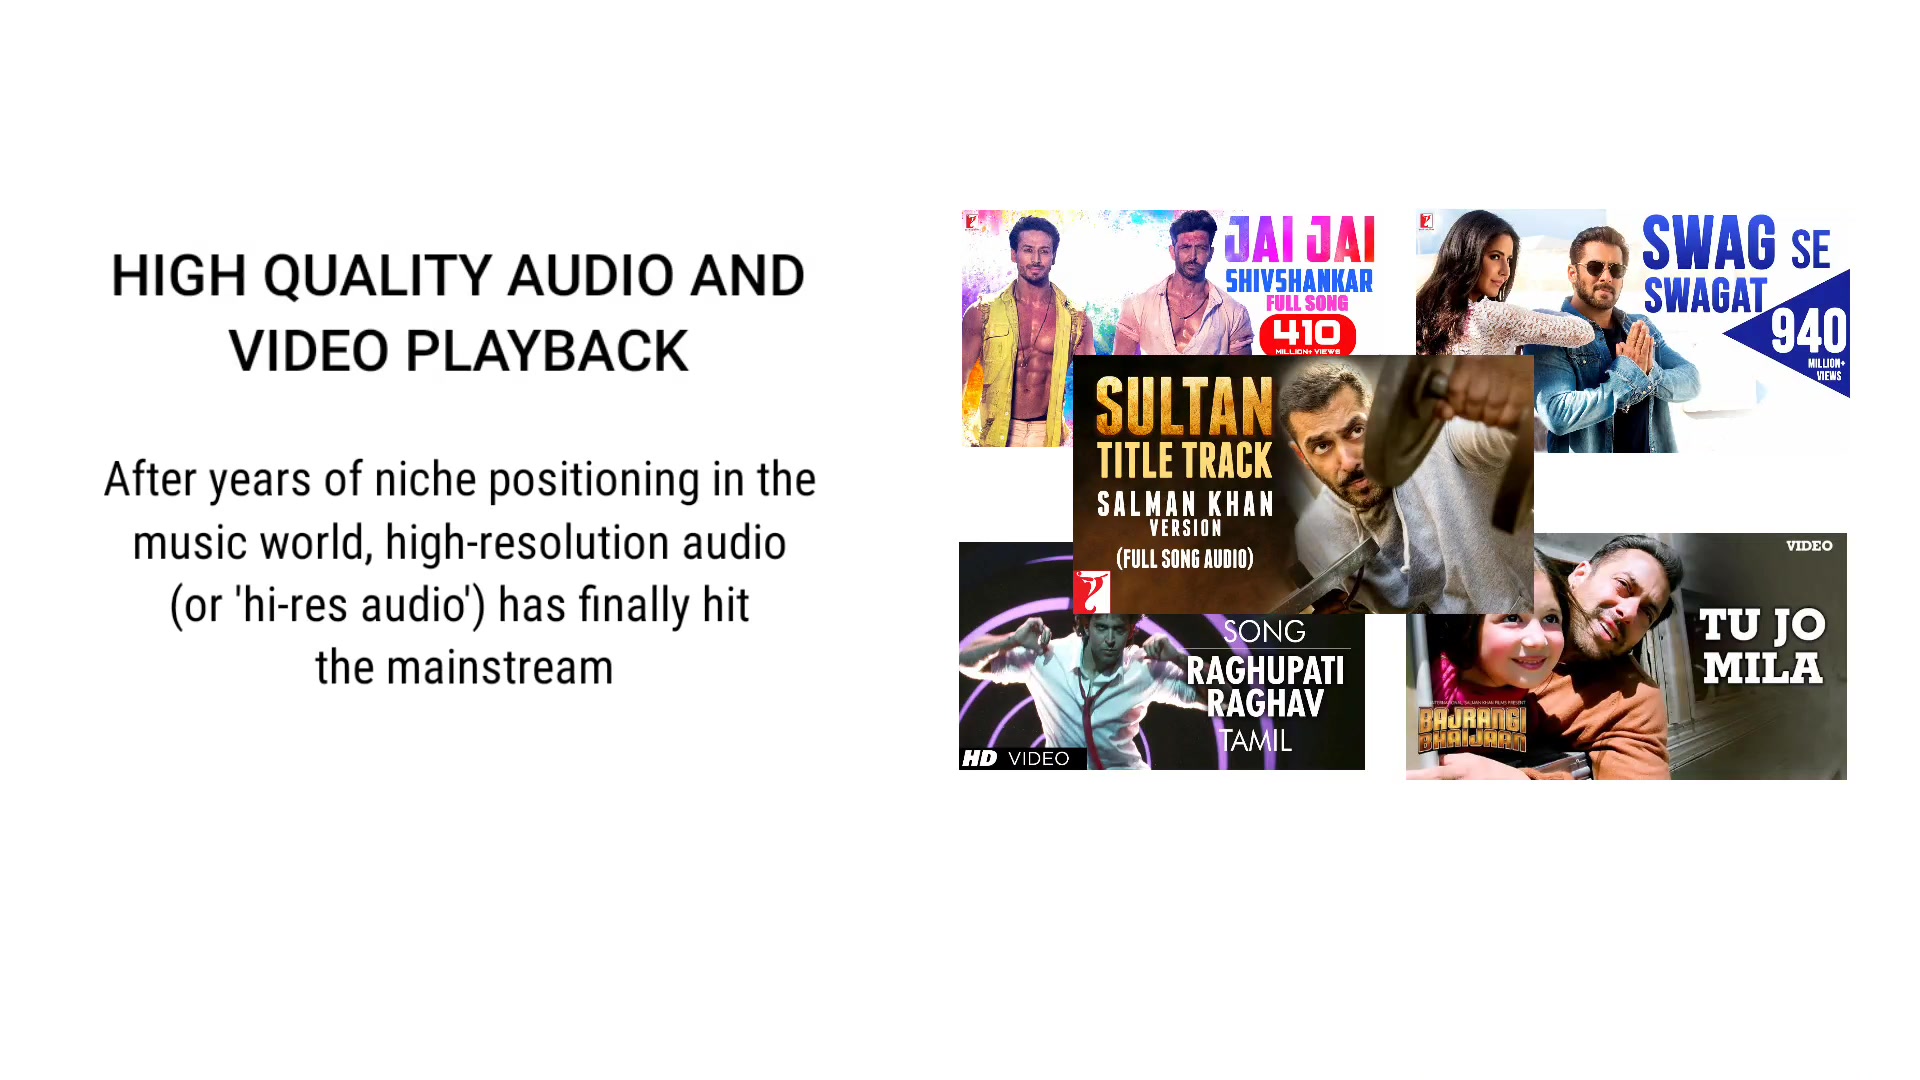 HIGH QUALITY AUDIO AND
VIDEO PLAYBACK
After years of niche positioning in the
music world, high-resolution audio
(or 'hi-res audio') has finally hit
the mainstream
JAI JAI
SHIVSHANKAR
FULL SONG
410
MILLION+ VIEWS
SWAG SE
SWAGAT
940
MILLION+
VIEWS
SULTAN
TITLE TRACK
SALMAN KHAN
VERSION
(FULL SONG AUDIO)
SONG
RAGHUPATI
RAGHAV
TAMIL
HD VIDEO
VIDEO
TU JO
MILA
BAJRANGI
BHAIJAAN